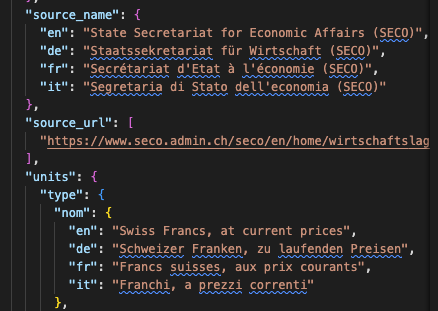 "source_name": {
"en": "State Secretariat for Economic Affairs (SECO)",
"de": "Staatssekretariat für Wirtschaft (SECO)",
"fr": "Secrétariat d'Etat à l'économie (SECO)",
"it": "Segretaria di Stato dell'economia (SECO)"
},
"source_url": [
"https://www.seco.admin.ch/seco/en/home/wirtschaftslag
],
"units": {
"type": {
"nom": {
"en": "Swiss Francs, at current prices",
"de": "Schweizer Franken, zu laufenden Preisen",
"fr": "Francs suisses, aux prix courants",
"it": "Franchi, a prezzi correnti"
},